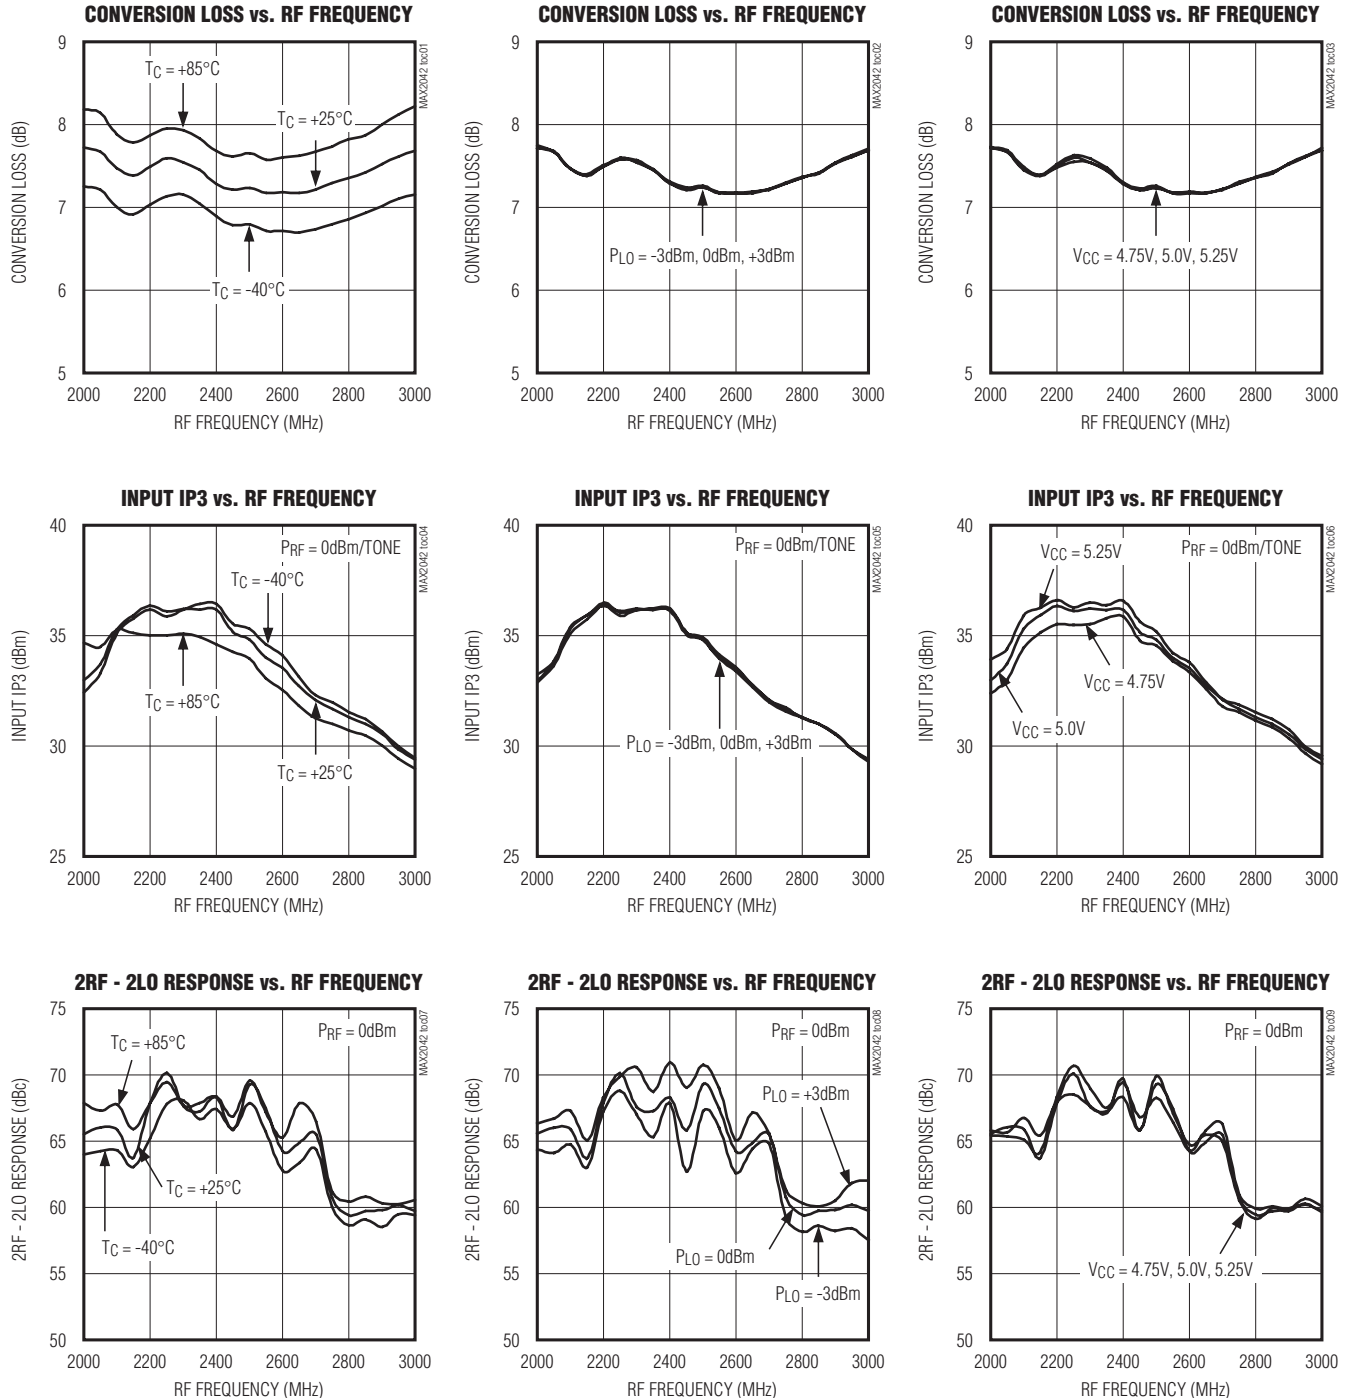 CONVERSION LOSS vs. RF FREQUENCY
9
8
7
6
5
CONVERSION LOSS (dB)
TC = +85°C
TC = +25°C
TC = -40°C
MAX2042 toc01
2000 2200 2400 2600 2800 3000
RF FREQUENCY (MHz)
CONVERSION LOSS vs. RF FREQUENCY
9
8
7
6
5
CONVERSION LOSS (dB)
PLO = -3dBm, 0dBm, +3dBm
MAX2042 toc02
2000 2200 2400 2600 2800 3000
RF FREQUENCY (MHz)
CONVERSION LOSS vs. RF FREQUENCY
9
8
7
6
5
CONVERSION LOSS (dB)
VCC = 4.75V, 5.0V, 5.25V
MAX2042 toc03
2000 2200 2400 2600 2800 3000
RF FREQUENCY (MHz)
INPUT IP3 vs. RF FREQUENCY
40
35
30
25
INPUT IP3 (dBm)
PRF = 0dBm/TONE
TC = -40°C
TC = +85°C
TC = +25°C
MAX2042 toc04
2000 2200 2400 2600 2800 3000
RF FREQUENCY (MHz)
INPUT IP3 vs. RF FREQUENCY
40
35
30
25
INPUT IP3 (dBm)
PRF = 0dBm/TONE
PLO = -3dBm, 0dBm, +3dBm
MAX2042 toc05
2000 2200 2400 2600 2800 3000
RF FREQUENCY (MHz)
INPUT IP3 vs. RF FREQUENCY
40
35
30
25
INPUT IP3 (dBm)
VCC = 5.25V
PRF = 0dBm/TONE
VCC = 4.75V
VCC = 5.0V
MAX2042 toc06
2000 2200 2400 2600 2800 3000
RF FREQUENCY (MHz)
2RF - 2LO RESPONSE vs. RF FREQUENCY
75
70
65
60
55
50
2RF - 2LO RESPONSE (dBc)
PRF = 0dBm
TC = +85°C
TC = +25°C
TC = -40°C
MAX2042 toc07
2000 2200 2400 2600 2800 3000
RF FREQUENCY (MHz)
2RF - 2LO RESPONSE vs. RF FREQUENCY
75
70
65
60
55
50
2RF - 2LO RESPONSE (dBc)
PRF = 0dBm
PLO = +3dBm
PLO = 0dBm
PLO = -3dBm
MAX2042 toc08
2000 2200 2400 2600 2800 3000
RF FREQUENCY (MHz)
2RF - 2LO RESPONSE vs. RF FREQUENCY
75
70
65
60
55
50
2RF - 2LO RESPONSE (dBc)
PRF = 0dBm
VCC = 4.75V, 5.0V, 5.25V
MAX2042 toc09
2000 2200 2400 2600 2800 3000
RF FREQUENCY (MHz)